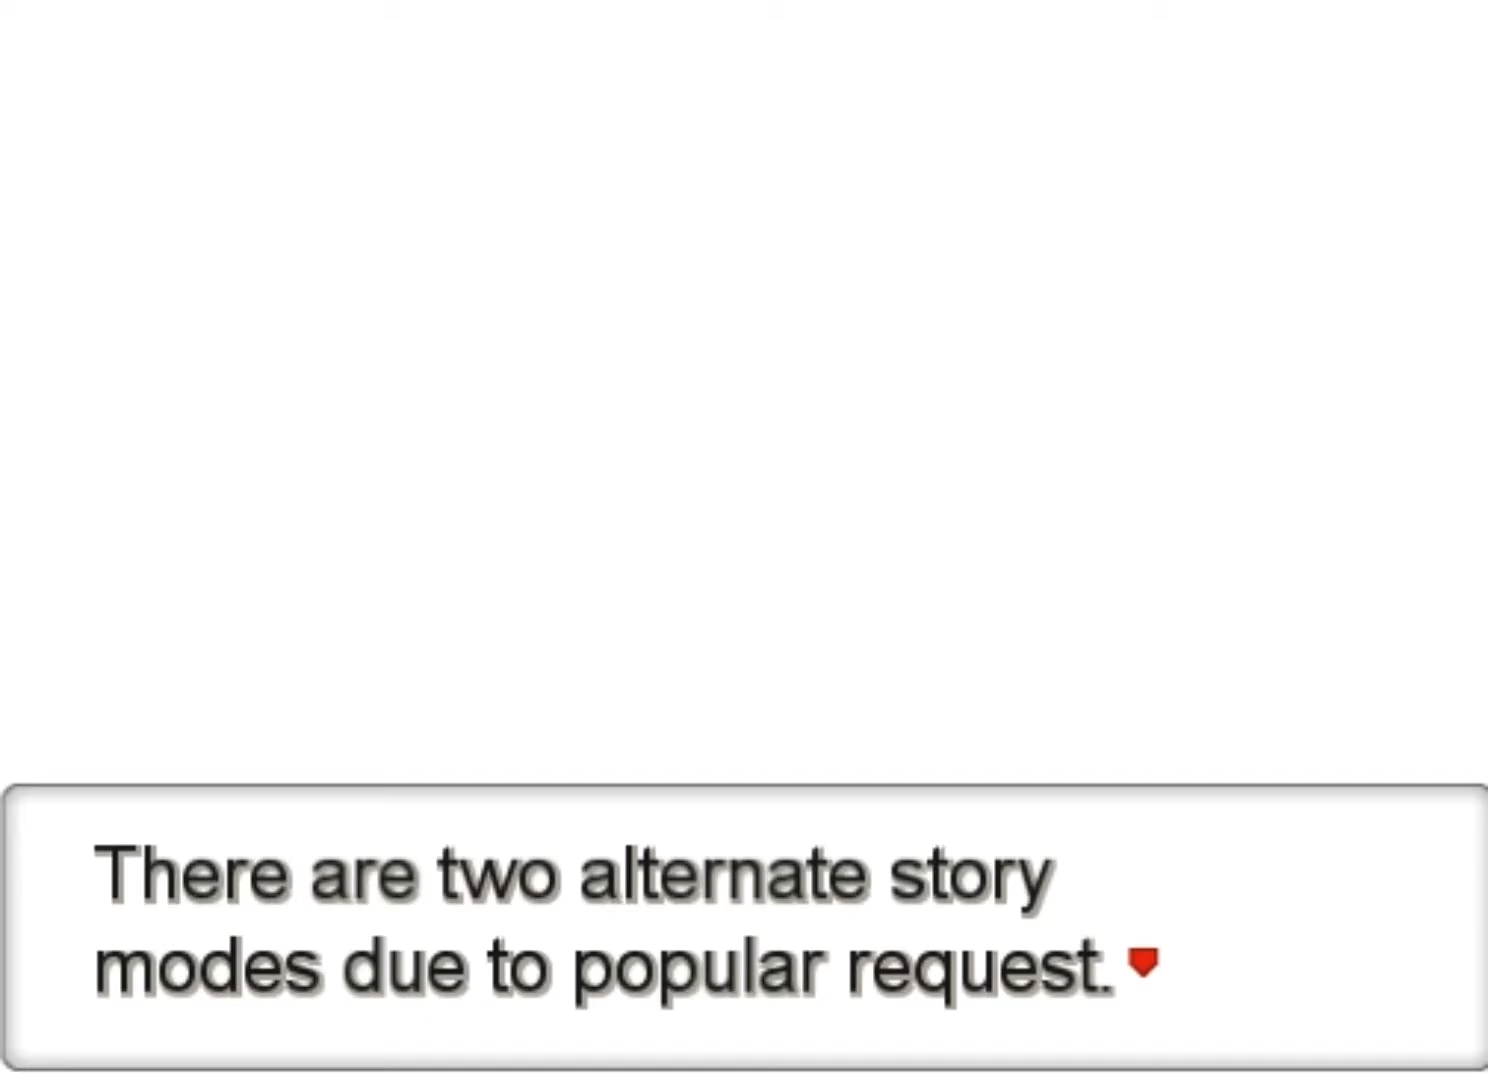 There are two alternate story
modes due to popular request.